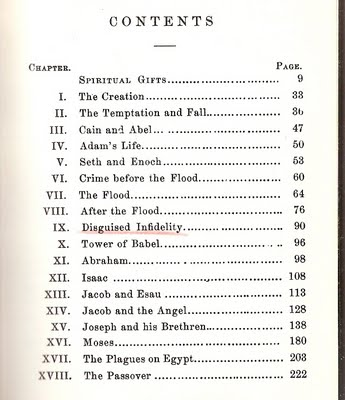 CONTENTS
CHAPTER. PAGE.
SPIRITUAL GIFTS 9
I. The Creation 33
II. The Temptation and Fall 36
III. Cain and Abel 47
IV. Adam's Life 50
V. Seth and Enoch 53
VI. Crime before the Flood 60
VII. The Flood 64
VIII. After the Flood 76
IX. Disguised Infidelity 90
X. Tower of Babel 96
XI. Abraham 98
XII. Isaac 108
XIII. Jacob and Esau 113
XIV. Jacob and the Angel 128
XV. Joseph and his Brethren 138
XVI. Moses 180
XVII. The Plagues on Egypt 203
XVIII. The Passover 222